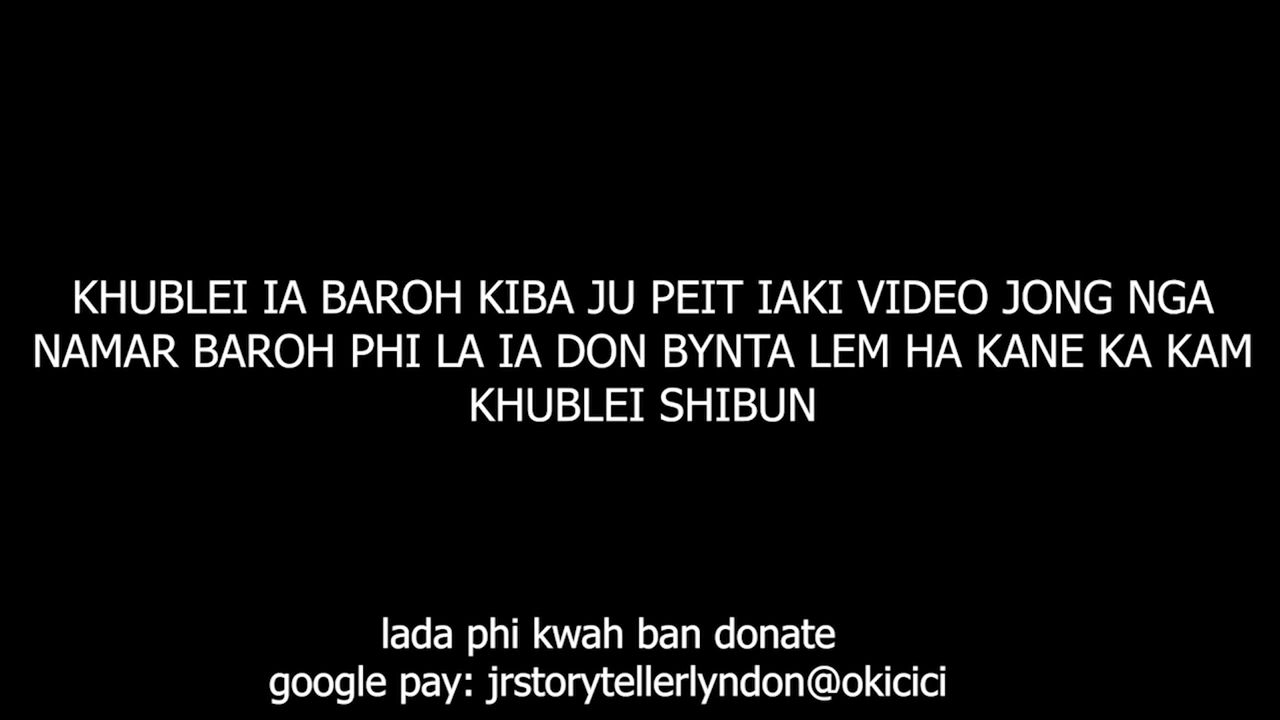 KHUBLEI IA BAROH KIBA JU PEIT IAKI VIDEO JONG NGA
NAMAR BAROH PHI LA IA DON BYNTA LEM HA KANE KA KAM
KHUBLEI SHIBUN
lada phi kwah ban donate
google pay: jrstorytellerlyndon@okicici